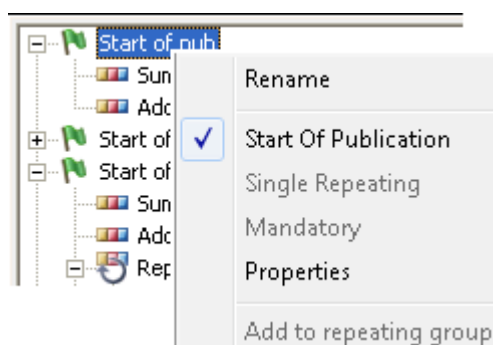 Start of pub
Sun
Add
Start of
Start of
Sun
Add
Rep
Rename
Start Of Publication
Single Repeating
Mandatory
Properties
Add to repeating group